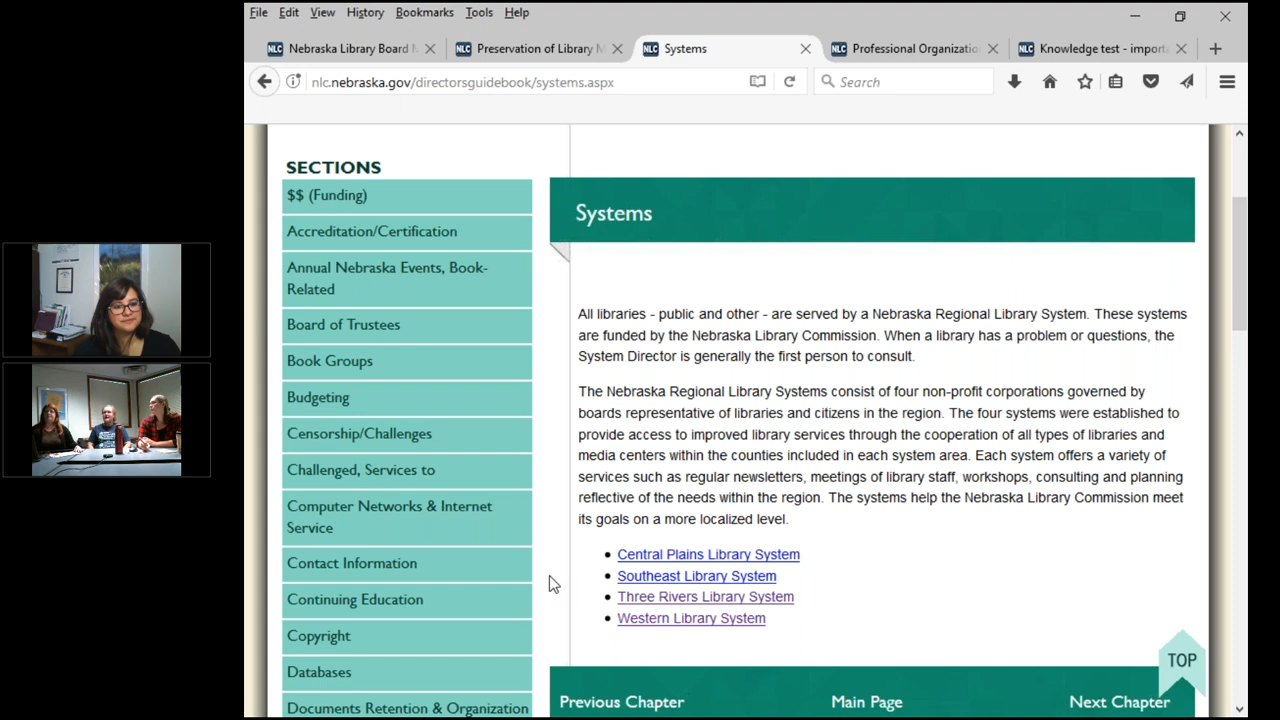 File Edit View History Bookmarks Tools Help
NLC Nebraska Library Board M
NLC Preservation of Library M
NLC Systems
NLC Professional Organizatio
NLC Knowledge test - import
nlc.nebraska.gov/directorsguidebook/systems.aspx
Search
SECTIONS
$$ (Funding)
Accreditation/Certification
Annual Nebraska Events, Book-
Related
Board of Trustees
Book Groups
Budgeting
Censorship/Challenges
Challenged, Services to
Computer Networks & Internet
Service
Contact Information
Continuing Education
Copyright
Databases
Documents Retention & Organization
Systems
All libraries - public and other - are served by a Nebraska Regional Library System. These systems
are funded by the Nebraska Library Commission. When a library has a problem or questions, the
System Director is generally the first person to consult.
The Nebraska Regional Library Systems consist of four non-profit corporations governed by
boards representative of libraries and citizens in the region. The four systems were established to
provide access to improved library services through the cooperation of all types of libraries and
media centers within the counties included in each system area. Each system offers a variety of
services such as regular newsletters, meetings of library staff, workshops, consulting and planning
reflective of the needs within the region. The systems help the Nebraska Library Commission meet
its goals on a more localized level.
Central Plains Library System
Southeast Library System
Three Rivers Library System
Western Library System
TOP
Previous Chapter Main Page Next Chapter